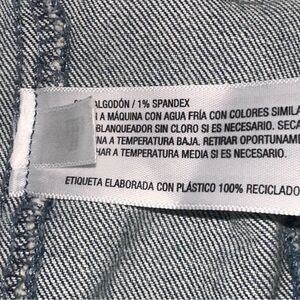 ALGODÓN / 1% SPANDEX
A MÁQUINA CON AGUA FRÍA CON COLORES SIMILA
BLANQUEADOR SIN CLORO SI ES NECESARIO. SECA
NA A TEMPERATURA BAJA. RETIRAR OPORTUNAM
HAR A TEMPERATURA MEDIA SI ES NECESARIO.
ETIQUETA ELABORADA CON PLÁSTICO 100% RECICLADO